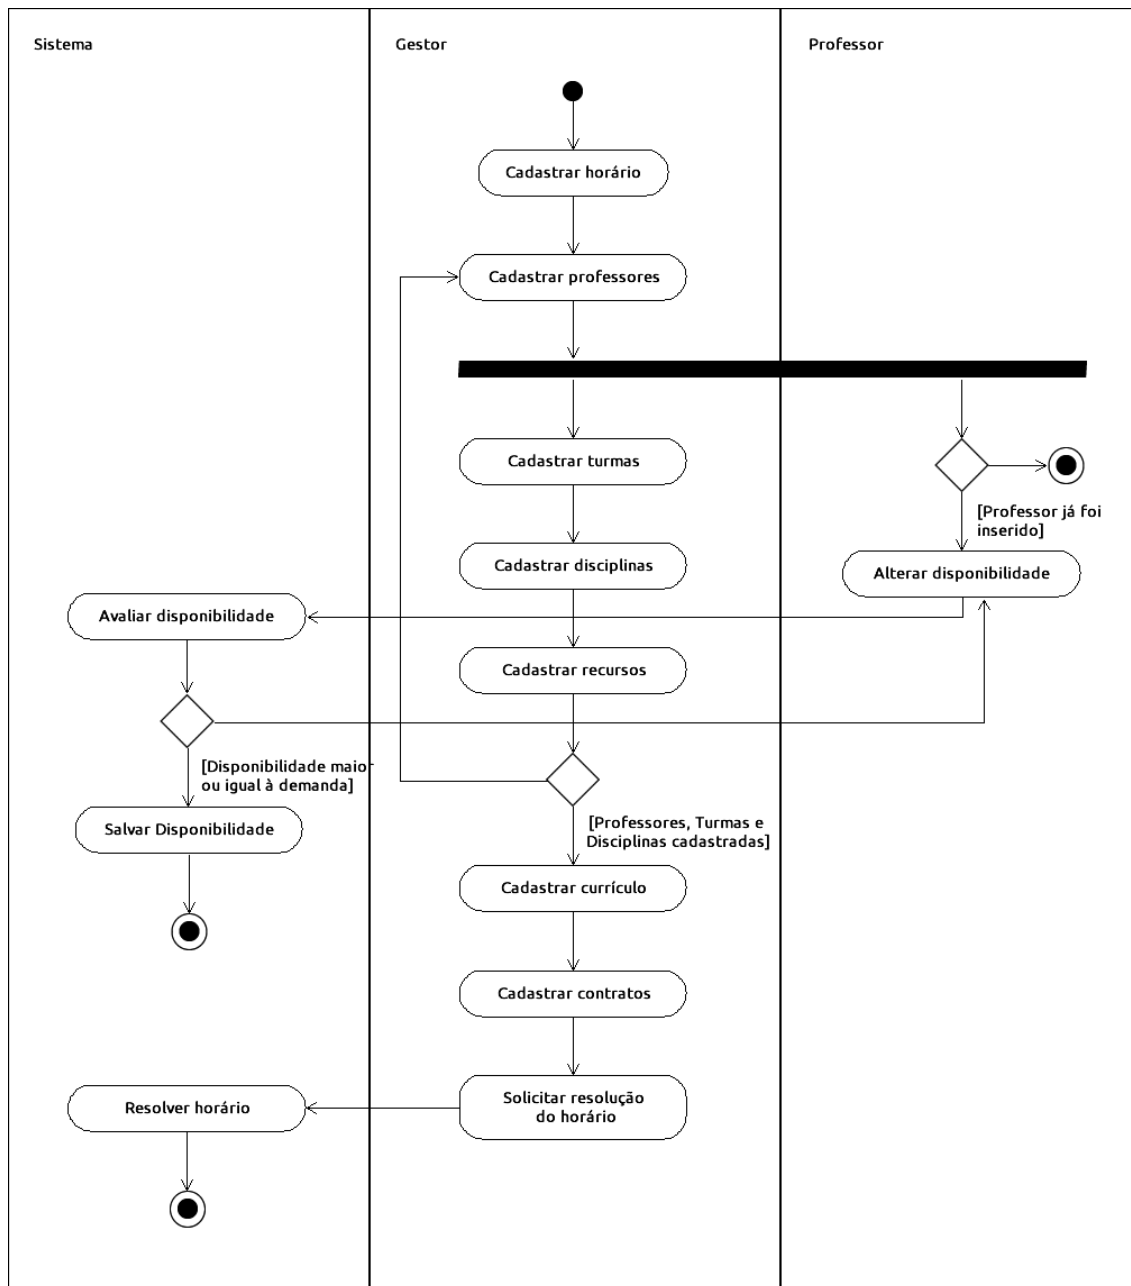 Sistema
Gestor
Professor
Cadastrar horário
Cadastrar professores
Cadastrar turmas
[Professor já foi
inserido]
Cadastrar disciplinas
Alterar disponibilidade
Avaliar disponibilidade
Cadastrar recursos
[Disponibilidade maior
ou igual à demanda]
Salvar Disponibilidade
[Professores, Turmas e
Disciplinas cadastradas]
Cadastrar currículo
Cadastrar contratos
Solicitar resolução
do horário
Resolver horário